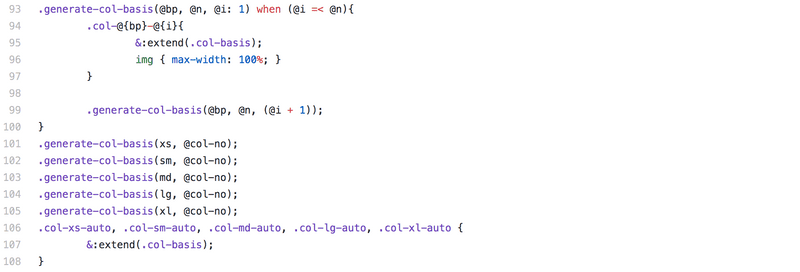 93 .generate-col-basis(@bp, @n, @i: 1) when (@i =< @n){
94 .col-@{bp}-@{i}{
95 &:extend(.col-basis);
96 img { max-width: 100%; }
97 }
98
99 .generate-col-basis(@bp, @n, (@i + 1));
100 }
101 .generate-col-basis(xs, @col-no);
102 .generate-col-basis(sm, @col-no);
103 .generate-col-basis(md, @col-no);
104 .generate-col-basis(lg, @col-no);
105 .generate-col-basis(xl, @col-no);
106 .col-xs-auto, .col-sm-auto, .col-md-auto, .col-lg-auto, .col-xl-auto {
107 &:extend(.col-basis);
108 }